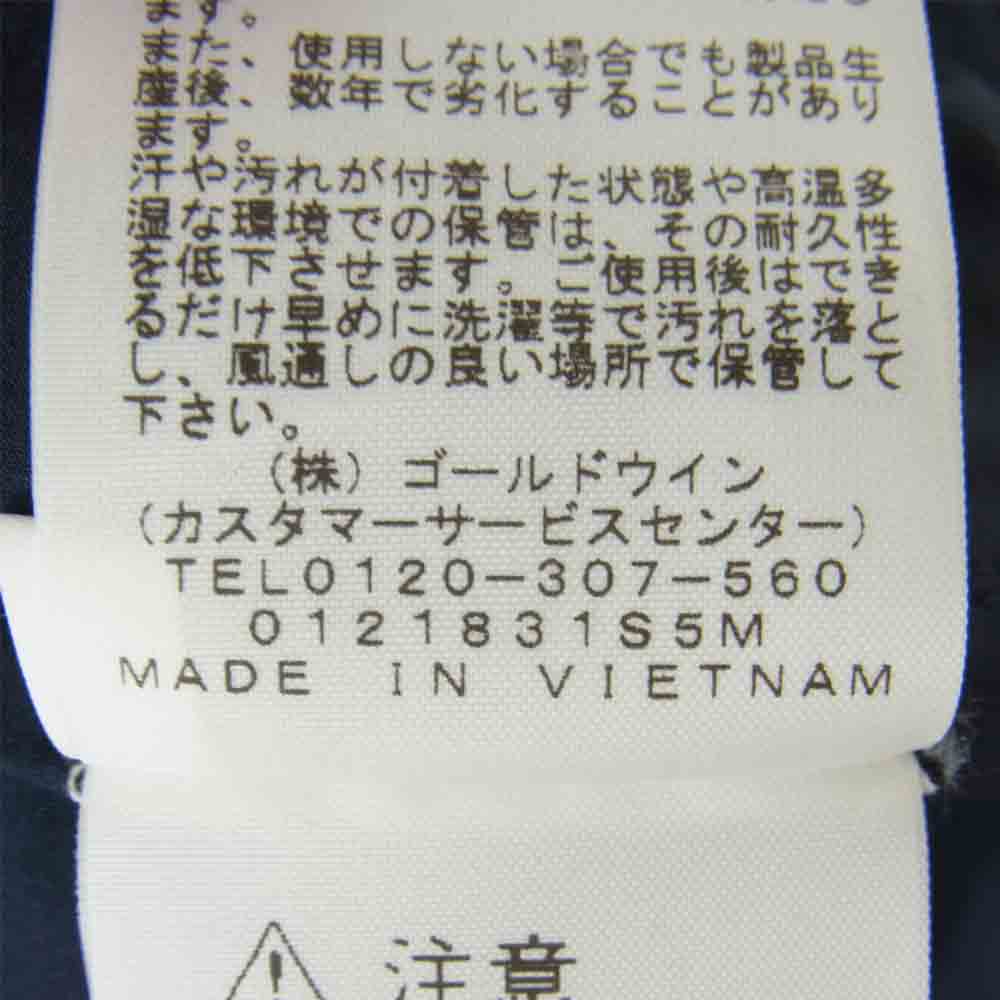 ます。
また、使用しない場合でも製品生
産後、数年で劣化することがあり
ます。
汗や汚れが付着した状態や高温多
湿な環境での保管は、その耐久性
を低下させます。ご使用後はでき
るだけ早めに洗濯等で汚れを落と
し、風通しの良い場所で保管して
下さい。
(株)ゴールドウイン
(カスタマーサービスセンター)
TEL0120-307-560
0121831S5M
MADE IN VIETNAM
注意